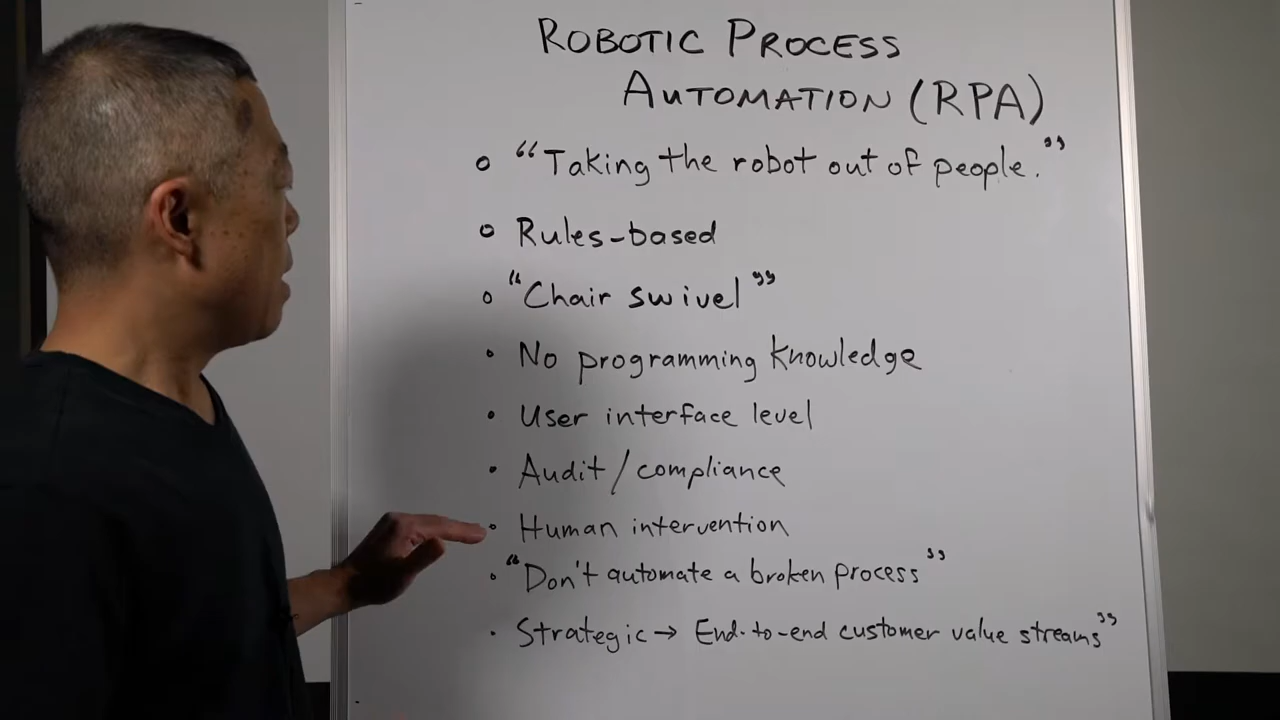 ROBOTIC PROCESS
AUTOMATION (RPA)
“Taking the robot out of people.”
Rules-based
“Chair swivel”
No programming knowledge
User interface level
Audit/compliance
Human intervention
“Don't automate a broken process”
Strategic → End-to-end customer value streams”